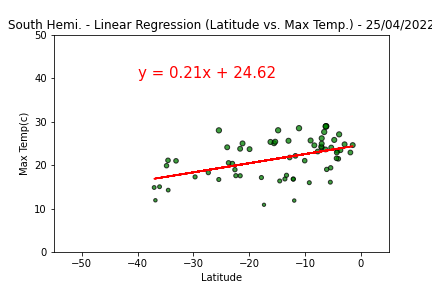 South Hemi. - Linear Regression (Latitude vs. Max Temp.) - 25/04/2022
y = 0.21x + 24.62
Max Temp(c)
50
40
30
20
10
0
−50 −40 −30 −20 −10 0
Latitude